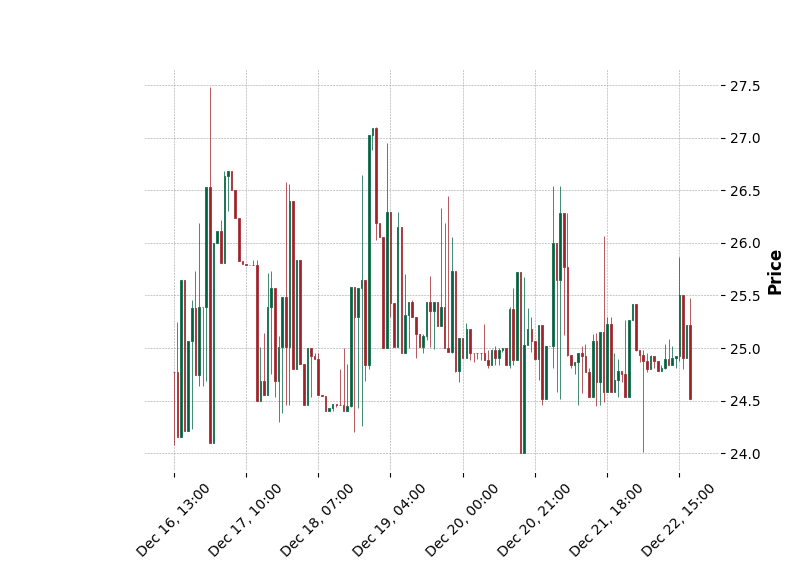 27.5
27.0
26.5
26.0
25.5
25.0
24.5
24.0
Price
Dec 16, 13:00
Dec 17, 10:00
Dec 18, 07:00
Dec 19, 04:00
Dec 20, 00:00
Dec 20, 21:00
Dec 21, 18:00
Dec 22, 15:00